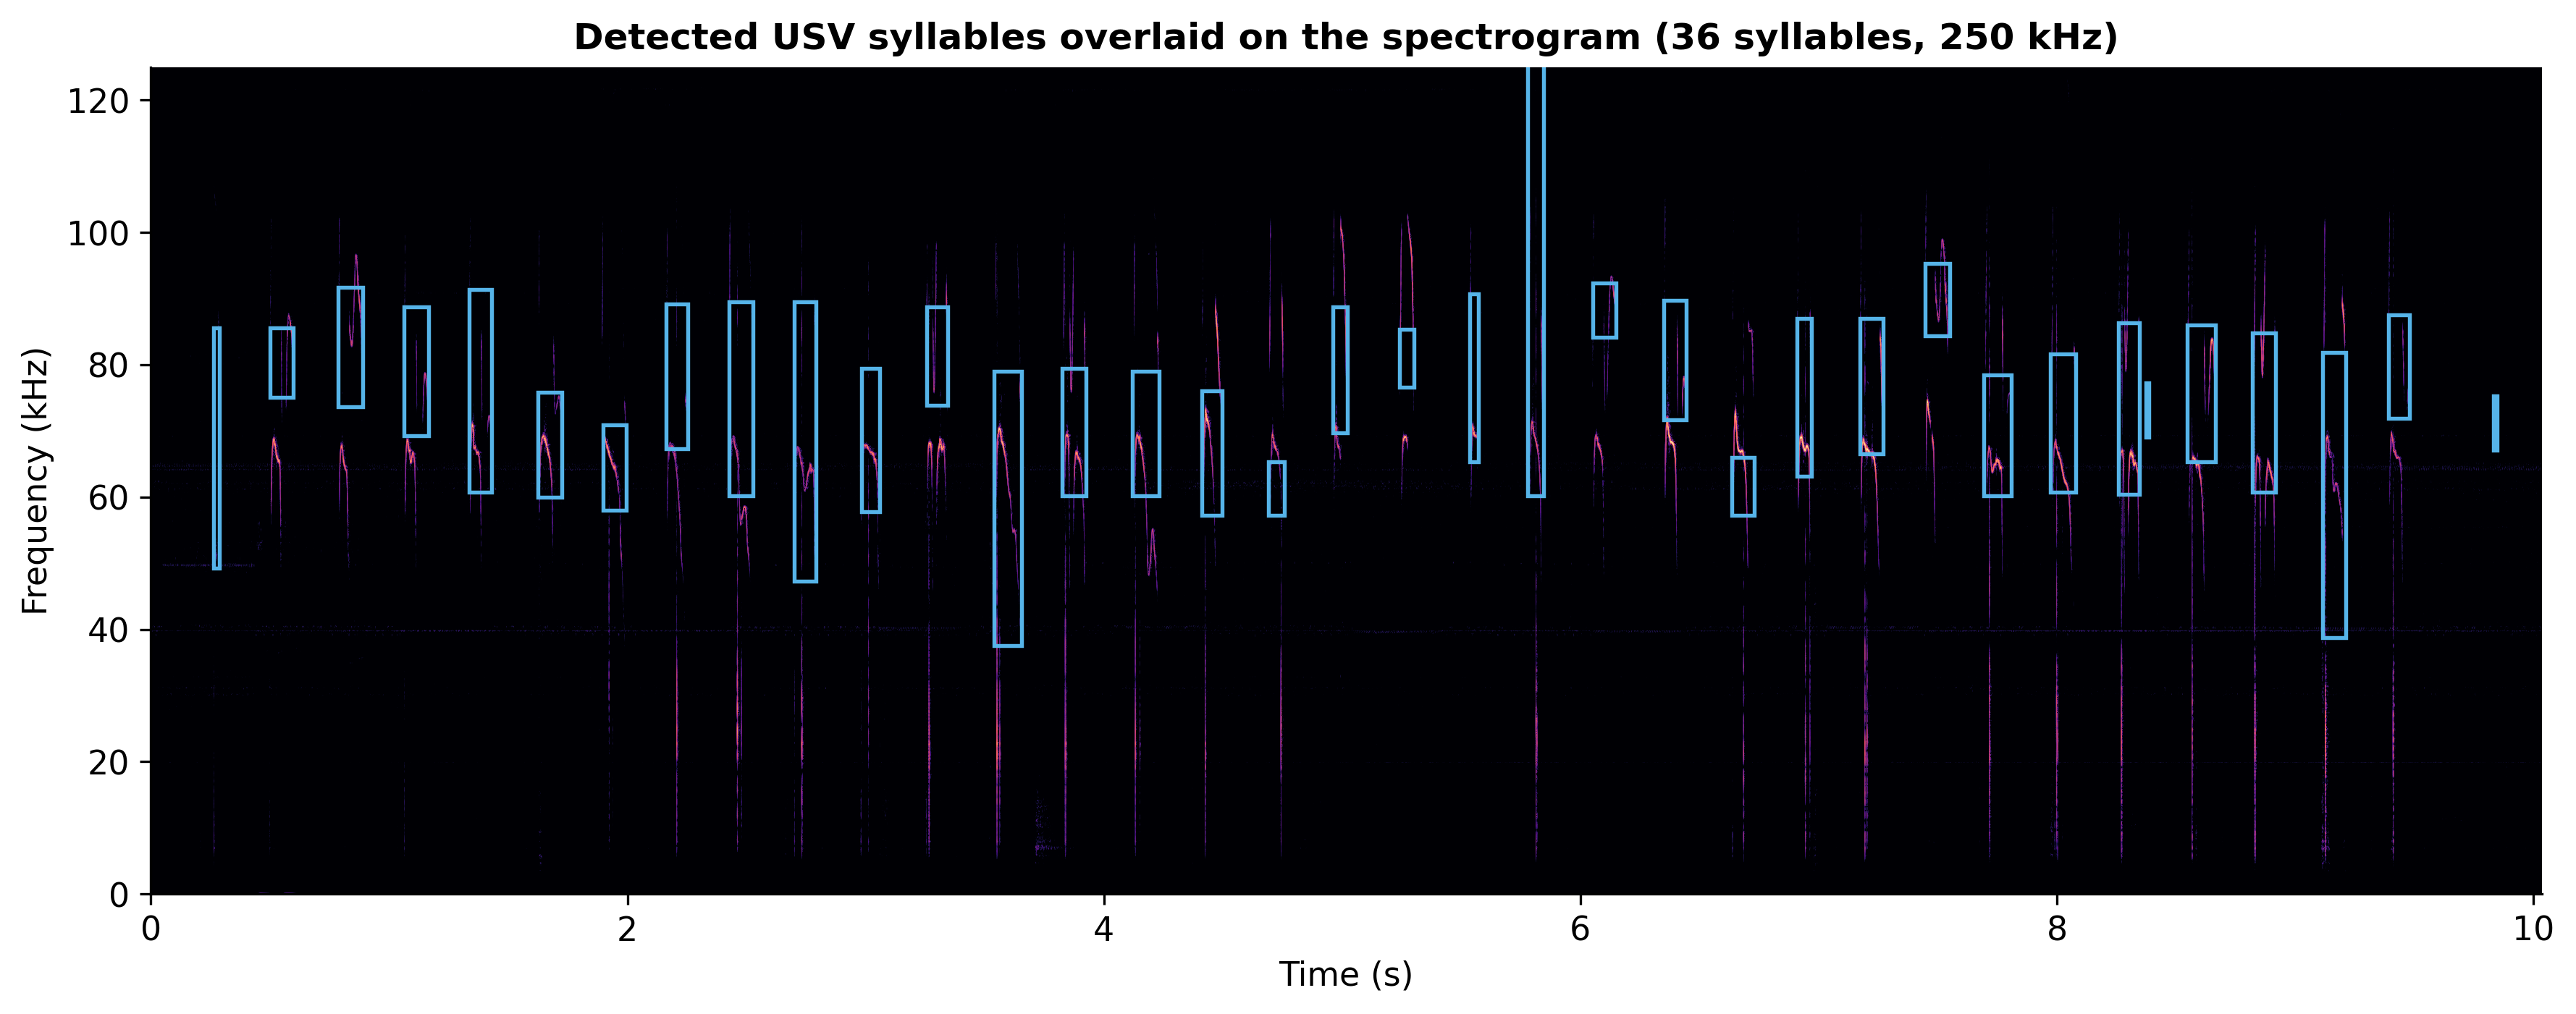 Detected USV syllables overlaid on the spectrogram (36 syllables, 250 kHz)
120
100
80
60
40
20
0
Frequency (kHz)
0 2 4 6 8 10
Time (s)